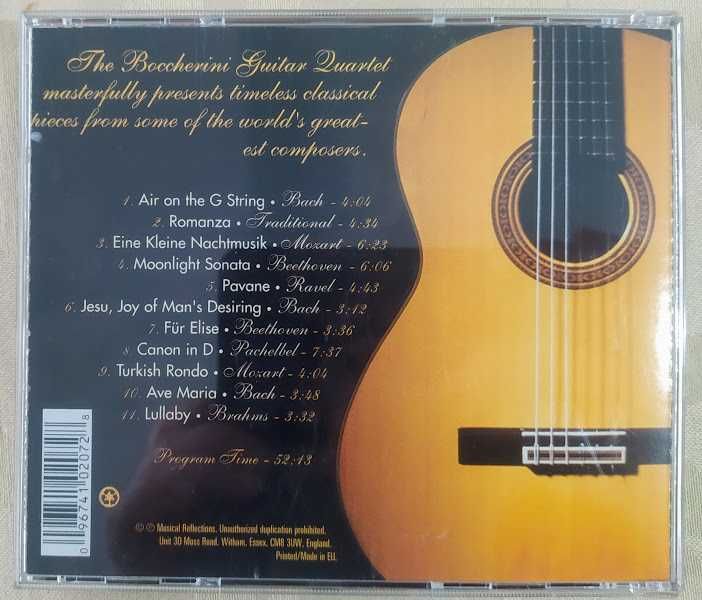 The Boccherini Guitar Quartet
masterfully presents timeless classical
pieces from some of the world's great-
est composers.
1. Air on the G String • Bach - 4:04
2. Romanza • Traditional - 4:34
3. Eine Kleine Nachtmusik • Mozart - 6:23
4. Moonlight Sonata • Beethoven - 6:06
5. Pavane • Ravel - 4:43
6. Jesu, Joy of Man's Desiring • Bach - 3:12
7. Für Elise • Beethoven - 3:36
8. Canon in D • Pachelbel - 7:37
9. Turkish Rondo • Mozart - 4:04
10. Ave Maria • Bach - 3:48
11. Lullaby • Brahms - 3:32
Program Time - 52:13
0 96741 02072 8
© ℗ Musical Reflections. Unauthorized duplication prohibited.
Unit 30 Moss Road. Witham, Essex, CM8 3UW, England.
Printed/Made in EU.